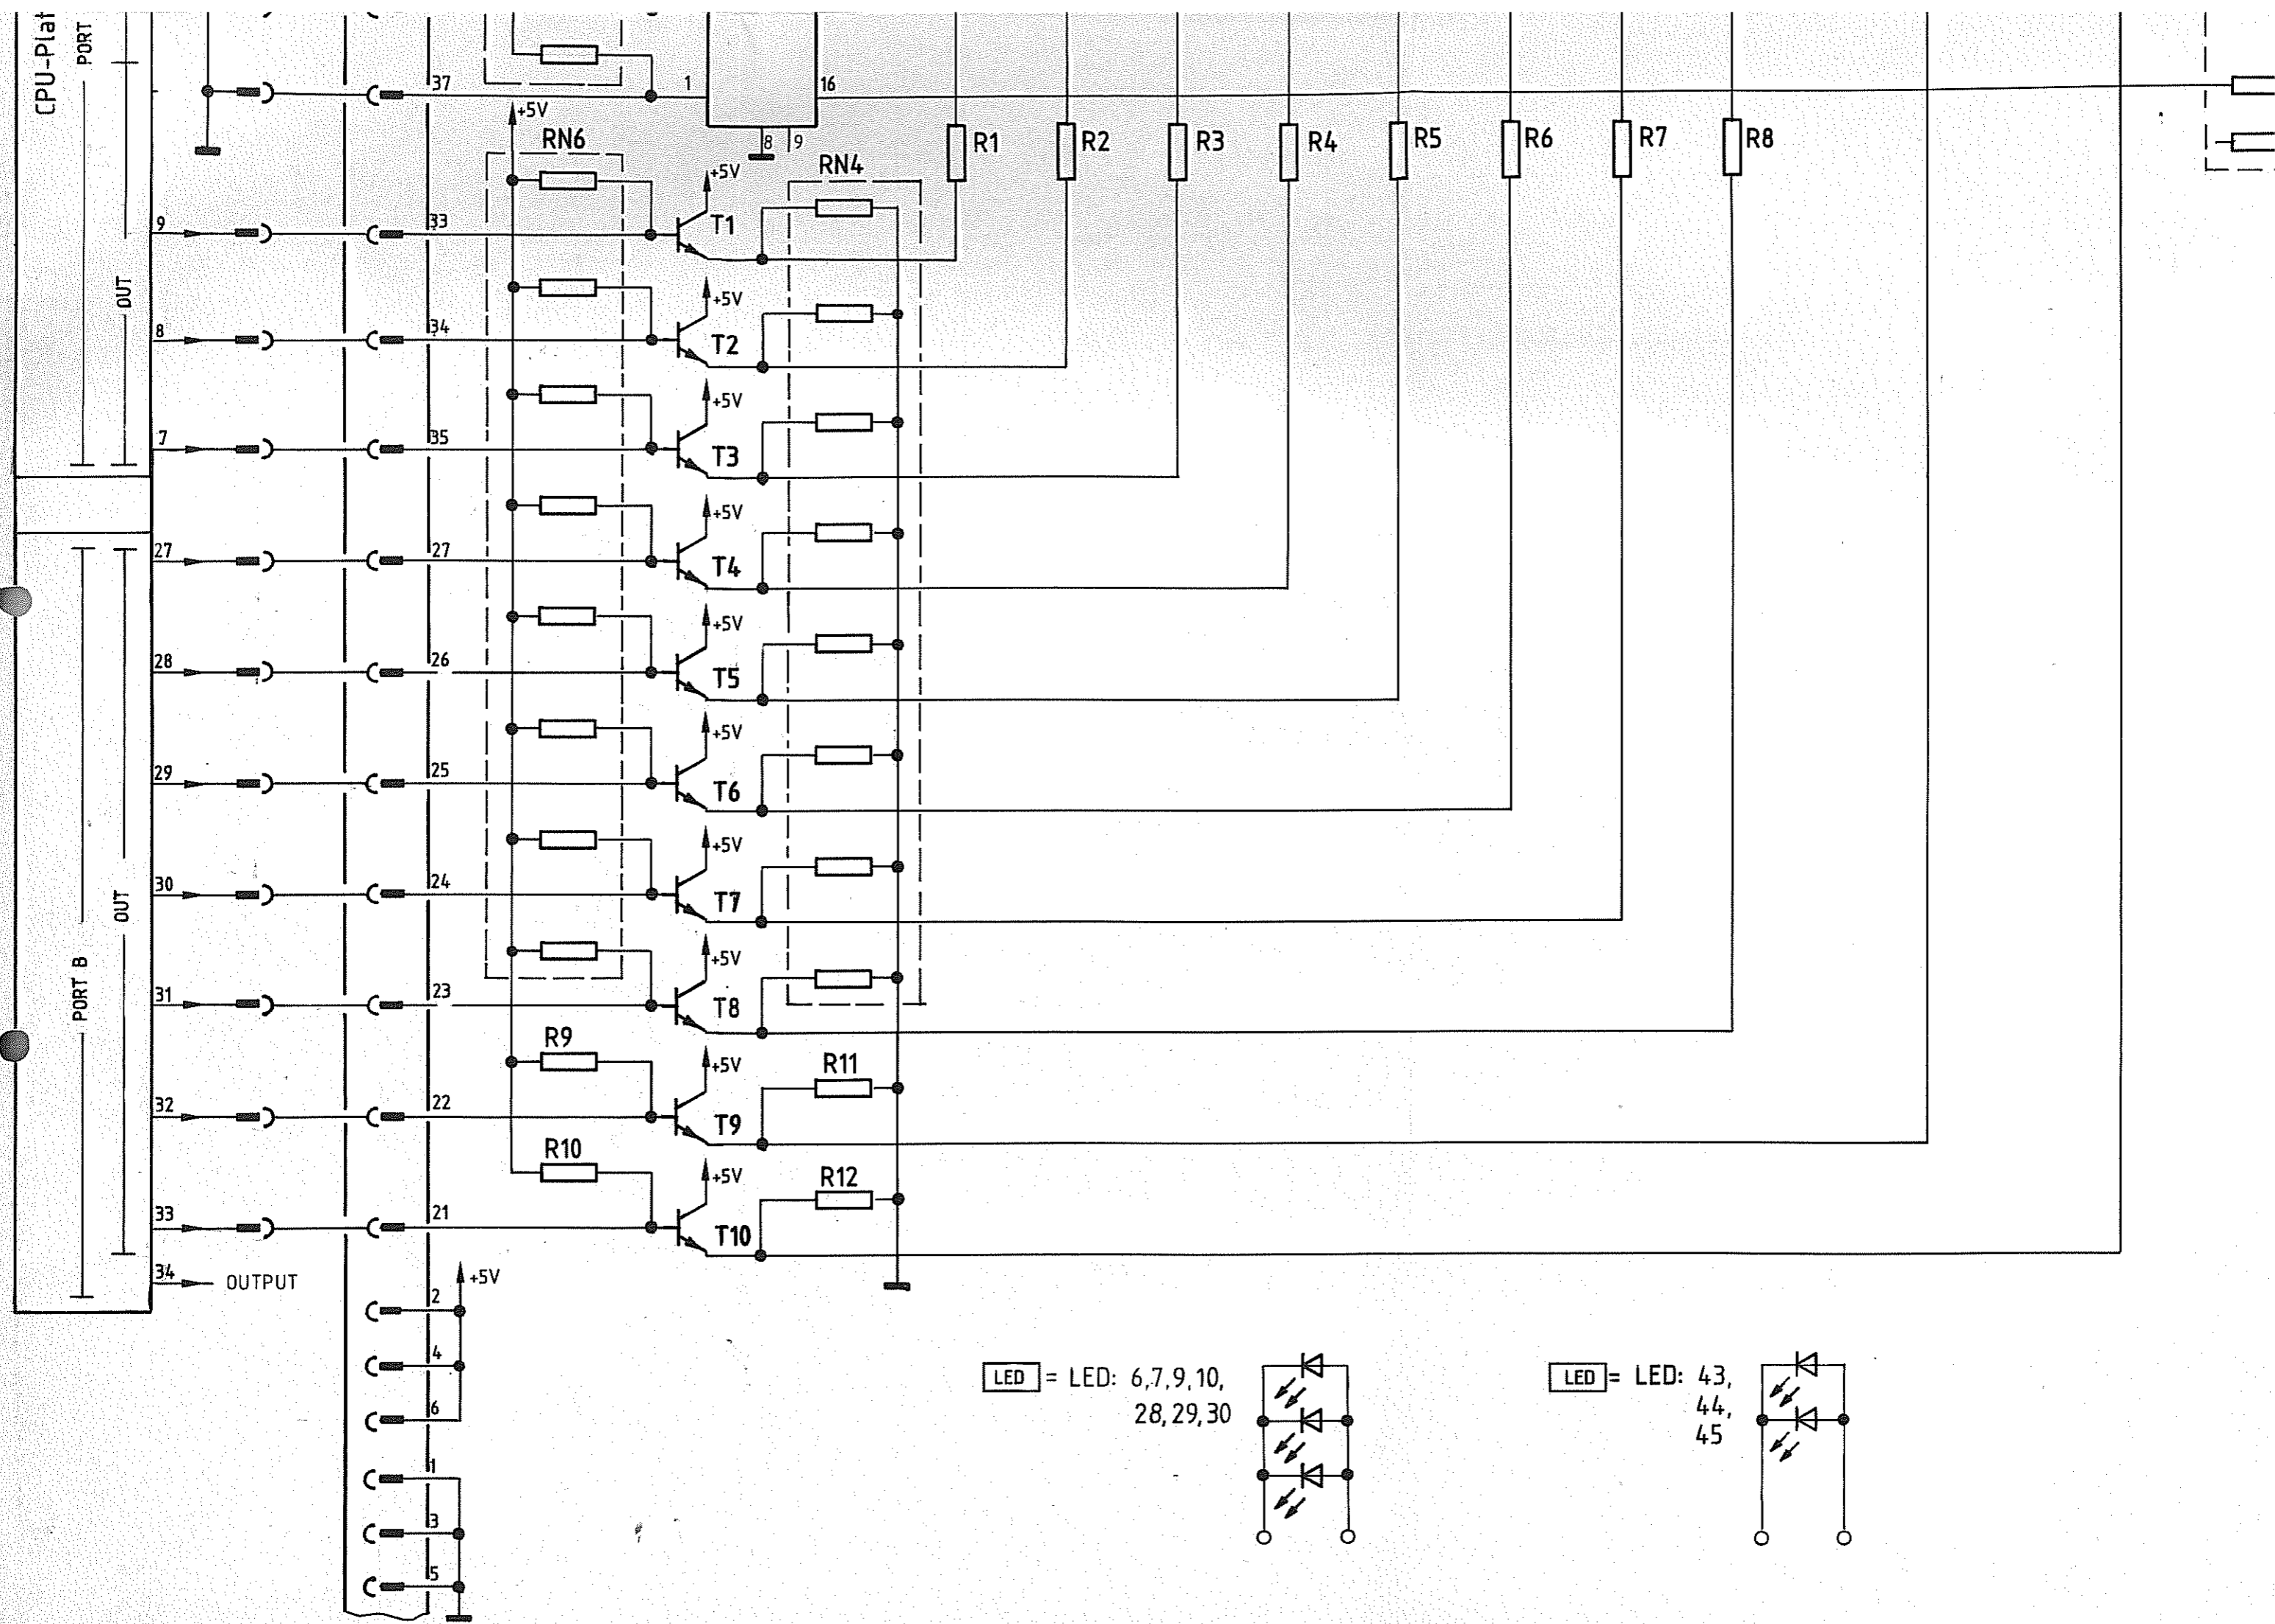 CPU-Plat
PORT
OUT
37
1
16
8
9
+5V
RN6
RN4
R1
R2
R3
R4
R5
R6
R7
R8
9
33
+5V
T1
8
34
+5V
T2
7
35
+5V
T3
27
27
+5V
T4
28
26
+5V
T5
29
25
+5V
T6
30
24
+5V
T7
31
23
+5V
T8
PORT B
OUT
R9
R11
32
22
+5V
T9
R10
R12
33
21
+5V
T10
34
OUTPUT
+5V
2
4
6
1
3
5
LED = LED: 6,7,9,10,
28,29,30
LED = LED: 43,
44,
45